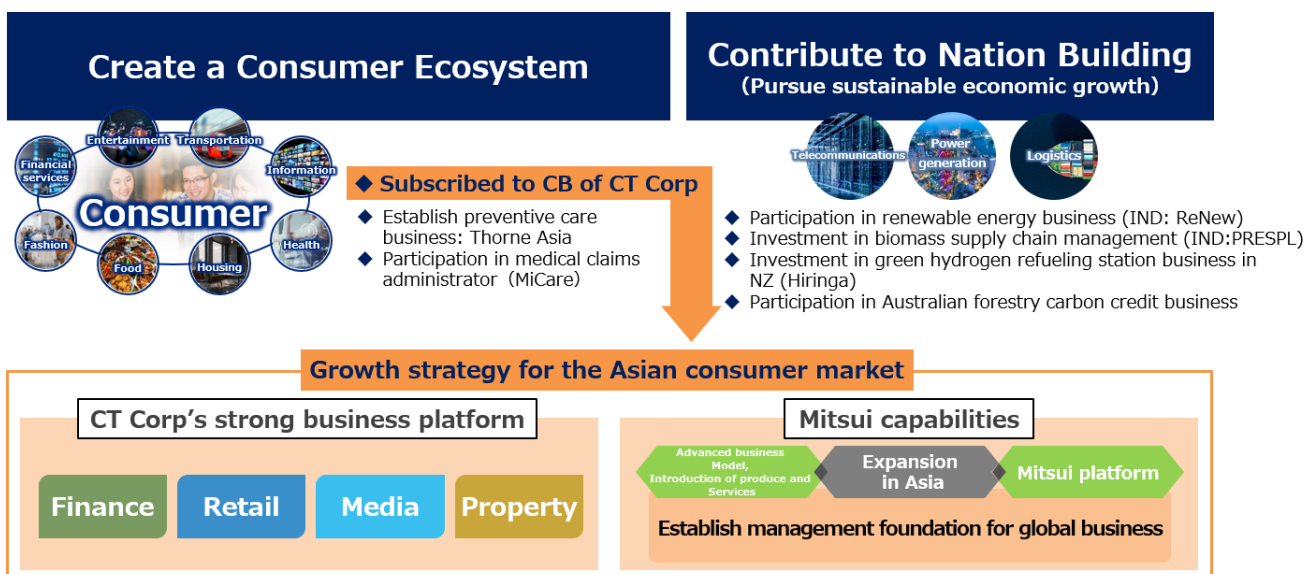 Create a Consumer Ecosystem
Contribute to Nation Building
(Pursue sustainable economic growth)
Entertainment
Transportation
Financial
services
Information
Consumer
Fashion
Health
Food
Housing
◆ Subscribed to CB of CT Corp
◆ Establish preventive care
business: Thorne Asia
◆ Participation in medical claims
administrator (MiCare)
Telecommunications
Power
generation
Logistics
◆ Participation in renewable energy business (IND: ReNew)
◆ Investment in biomass supply chain management (IND:PRESPL)
◆ Investment in green hydrogen refueling station business in
NZ (Hiringa)
◆ Participation in Australian forestry carbon credit business
Growth strategy for the Asian consumer market
CT Corp's strong business platform
Finance
Retail
Media
Property
Mitsui capabilities
Advanced business
Model,
Introduction of produce and
Services
Expansion
in Asia
Mitsui platform
Establish management foundation for global business